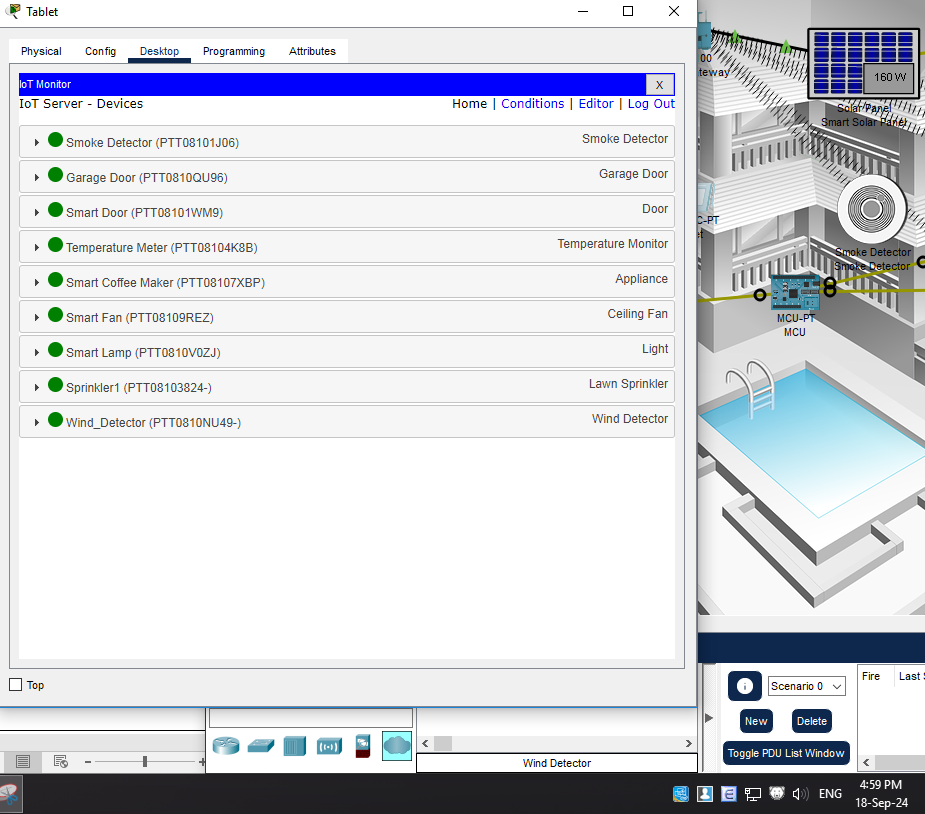 Tablet
Physical Config Desktop Programming Attributes
IoT Monitor X
IoT Server - Devices Home | Conditions | Editor | Log Out
Smoke Detector (PTT08101J06) Smoke Detector
Garage Door (PTT0810QU96) Garage Door
Smart Door (PTT08101WM9) Door
Temperature Meter (PTT08104K8B) Temperature Monitor
Smart Coffee Maker (PTT08107XBP) Appliance
Smart Fan (PTT08109REZ) Ceiling Fan
Smart Lamp (PTT0810V0ZJ) Light
Sprinkler1 (PTT08103824-) Lawn Sprinkler
Wind_Detector (PTT0810NU49-) Wind Detector
Top
00
teway
160 W
Solar Panel
Smart Solar Panel
C-PT
et
Smoke Detector
Smoke Detector
MCU-PT
MCU
Scenario 0
New Delete
Toggle PDU List Window
Fire Last S
Wind Detector
ENG
4:59 PM
18-Sep-24